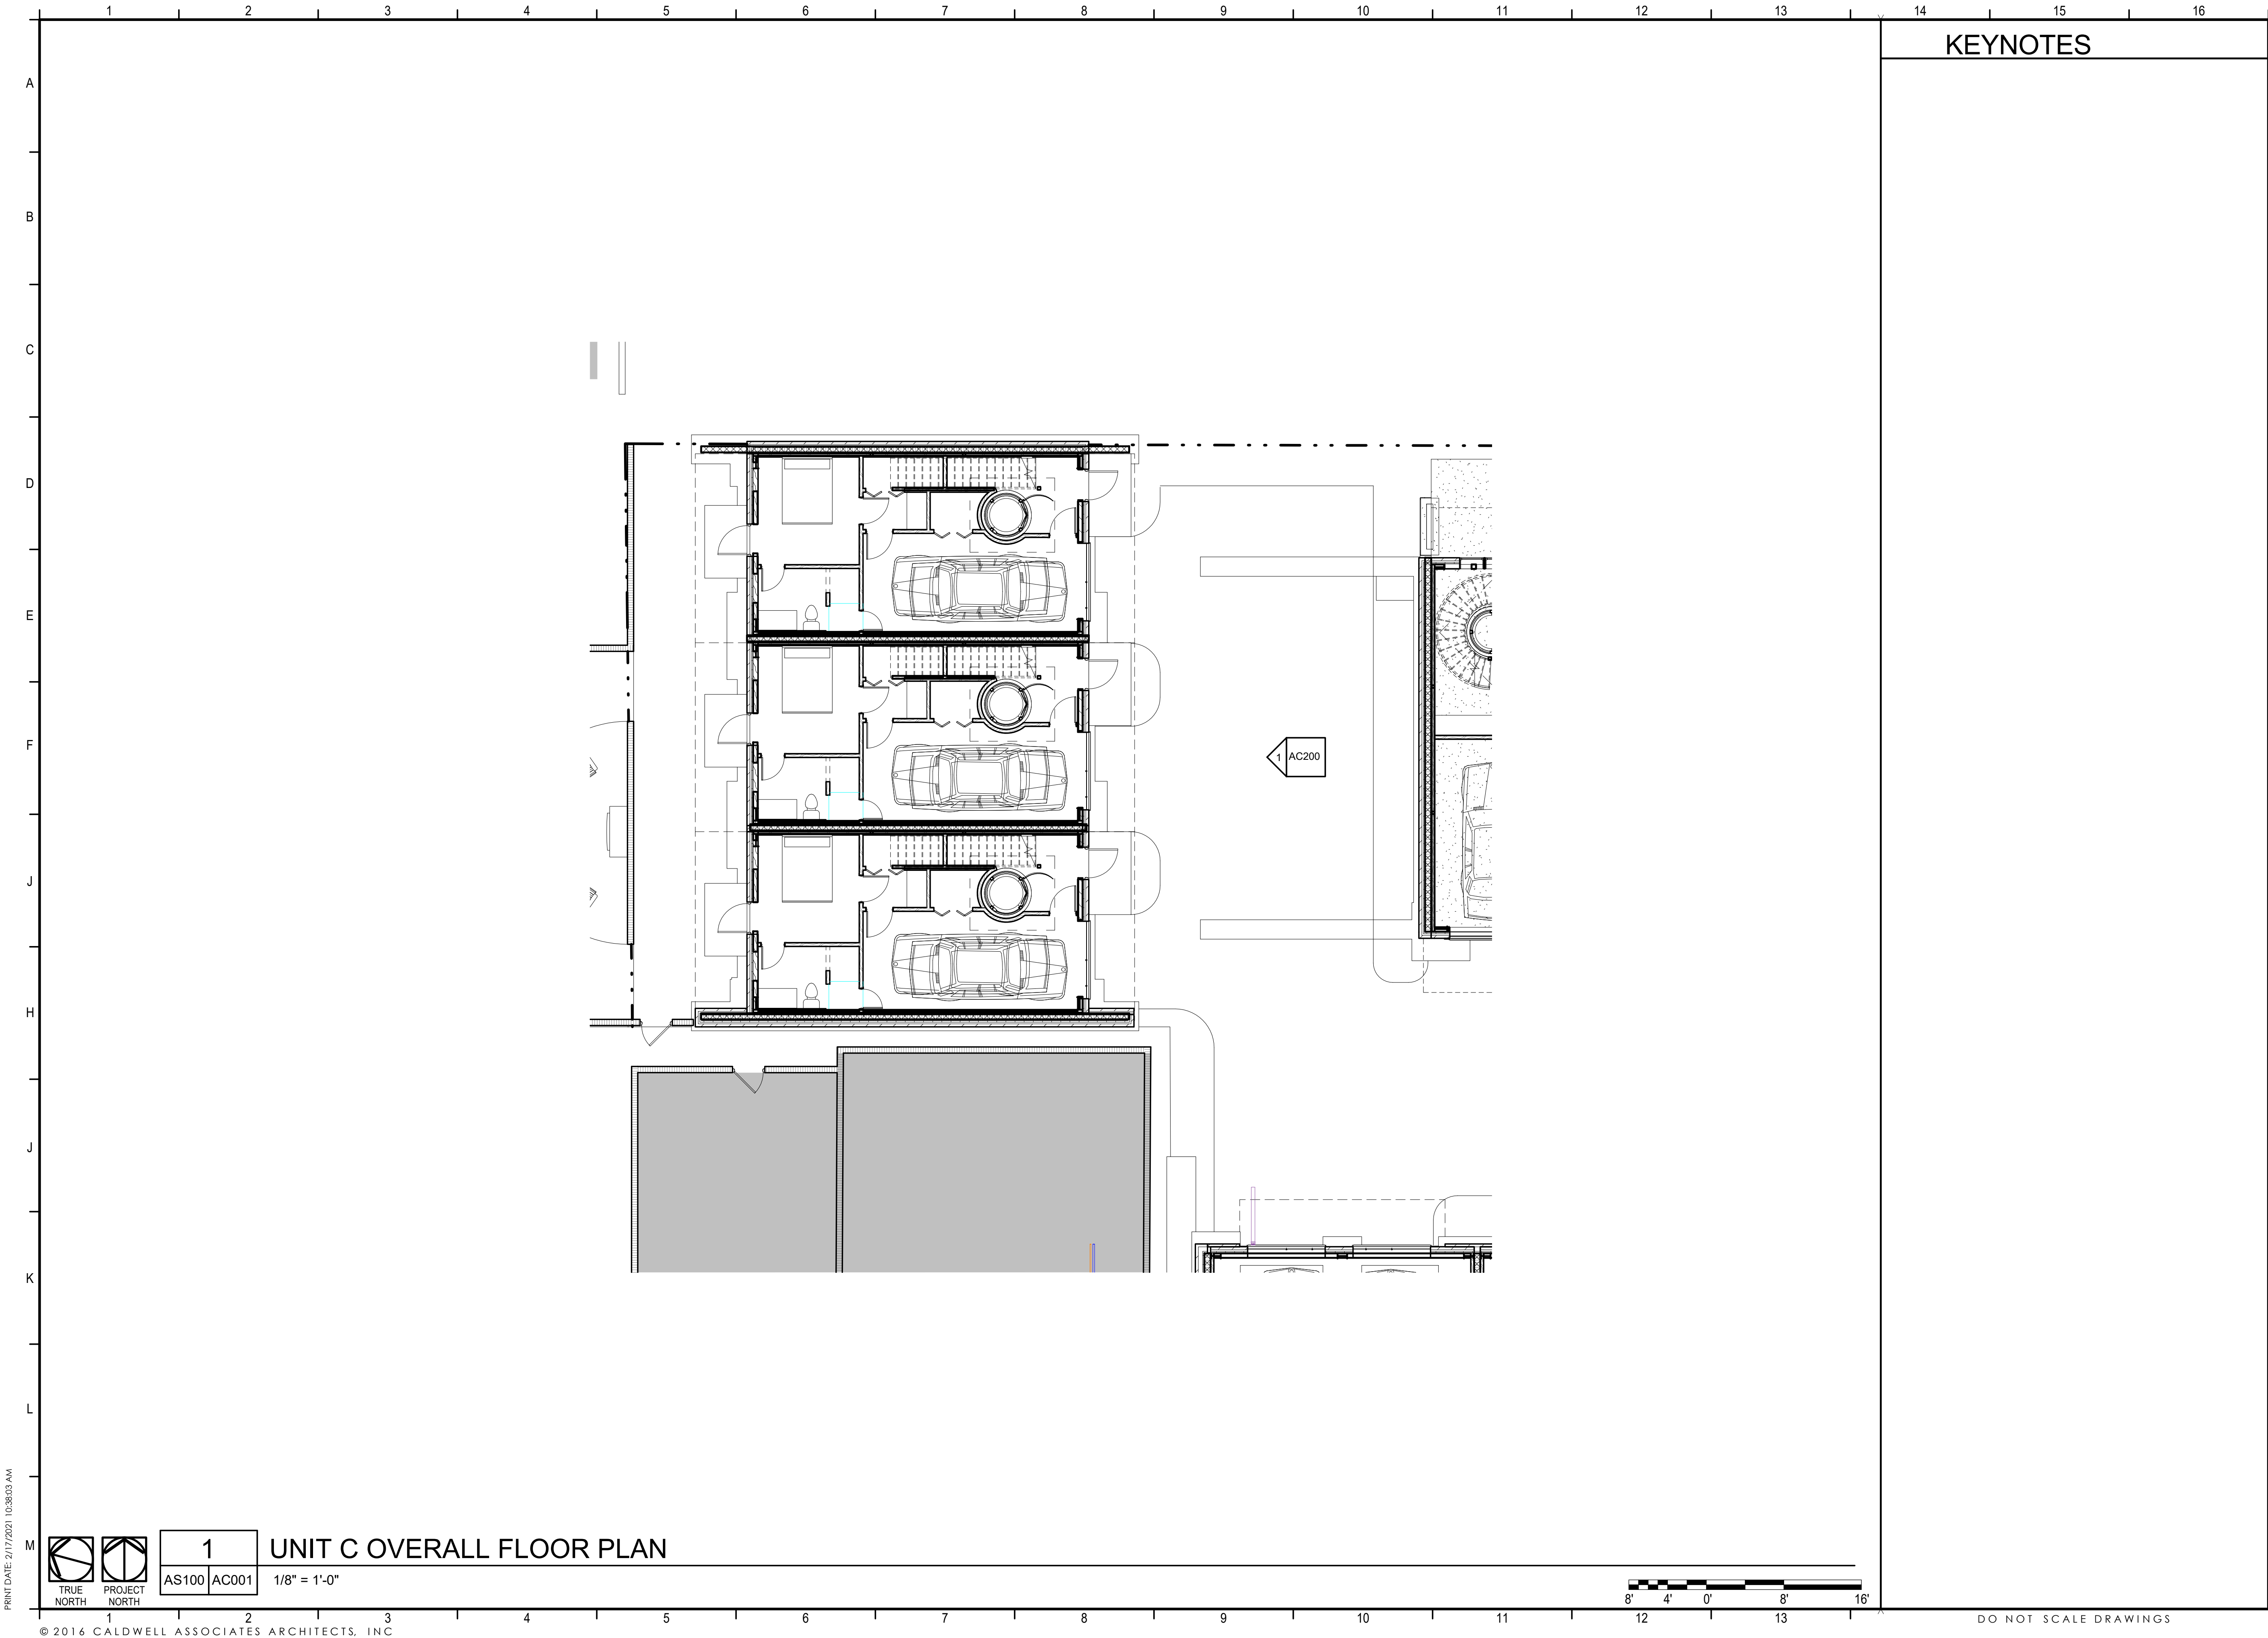 1 2 3 4 5 6 7 8 9 10 11 12 13 14 15 16
KEYNOTES
A
B
C
D
E
F
J
H
J
K
L
M
1 AC200
1
UNIT C OVERALL FLOOR PLAN
AS100 AC001
1/8" = 1'-0"
TRUE NORTH
PROJECT NORTH
8' 4' 0' 8' 16'
1 2 3 4 5 6 7 8 9 10 11 12 13
DO NOT SCALE DRAWINGS
© 2016 CALDWELL ASSOCIATES ARCHITECTS, INC
PRINT DATE: 2/17/2021 10:38:03 AM